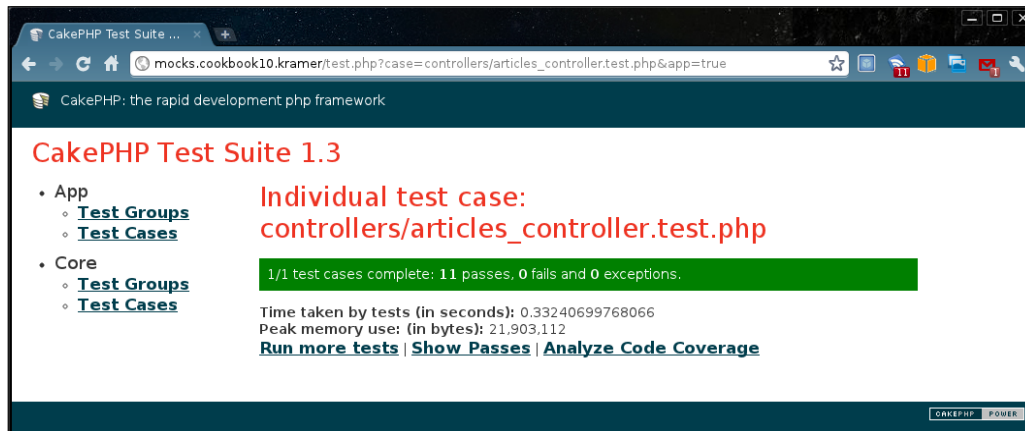 CakePHP Test Suite ...
mocks.cookbook10.kramer/test.php?case=controllers/articles_controller.test.php&app=true
11
1
CakePHP: the rapid development php framework
CakePHP Test Suite 1.3
App
Test Groups
Test Cases
Core
Test Groups
Test Cases
Individual test case:
controllers/articles_controller.test.php
1/1 test cases complete: 11 passes, 0 fails and 0 exceptions.
Time taken by tests (in seconds): 0.33240699768066
Peak memory use: (in bytes): 21,903,112
Run more tests | Show Passes | Analyze Code Coverage
CAKEPHP POWER